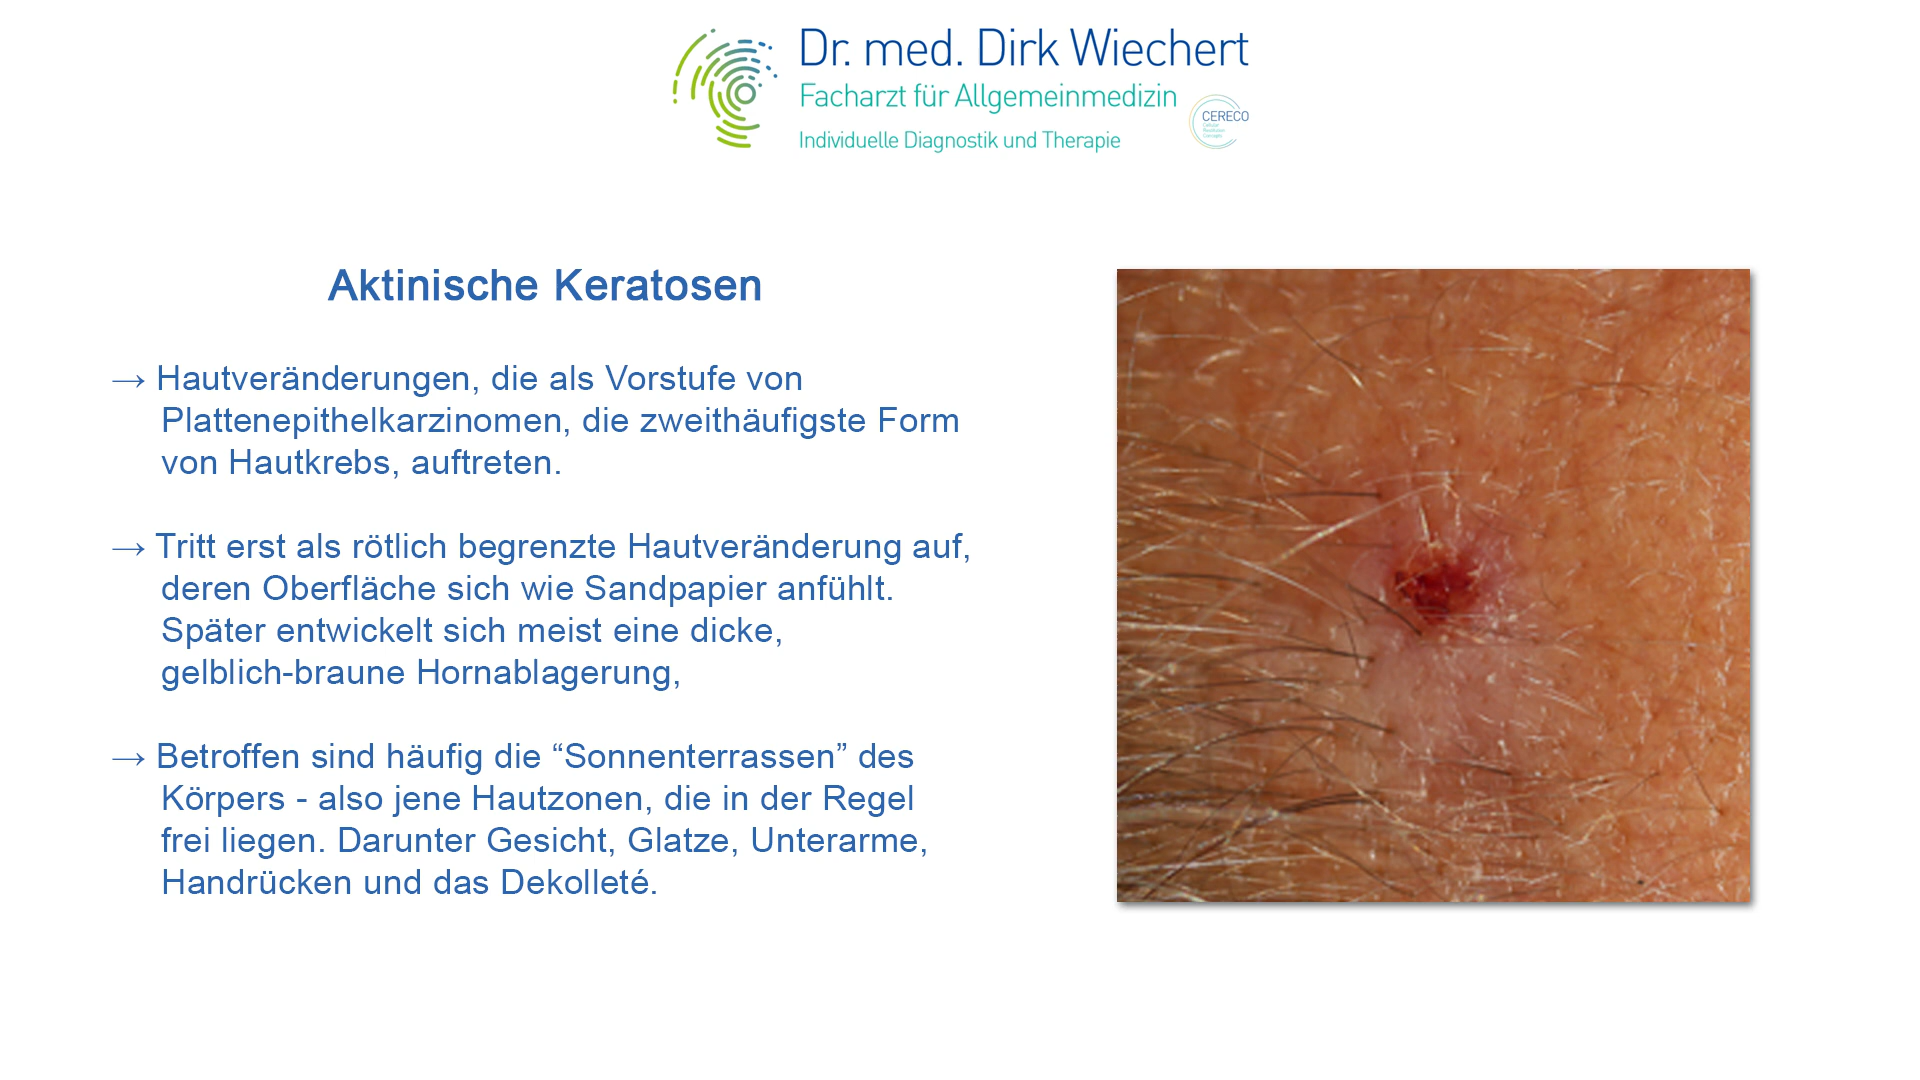 Dr. med. Dirk Wiechert
Facharzt für Allgemeinmedizin
Individuelle Diagnostik und Therapie
CERECO
Aktinische Keratosen
→ Hautveränderungen, die als Vorstufe von
Plattenepithelkarzinomen, die zweithäufigste Form
von Hautkrebs, auftreten.
→ Tritt erst als rötlich begrenzte Hautveränderung auf,
deren Oberfläche sich wie Sandpapier anfühlt.
Später entwickelt sich meist eine dicke,
gelblich-braune Hornablagerung,
→ Betroffen sind häufig die “Sonnenterrassen” des
Körpers - also jene Hautzonen, die in der Regel
frei liegen. Darunter Gesicht, Glatze, Unterarme,
Handrücken und das Dekolleté.